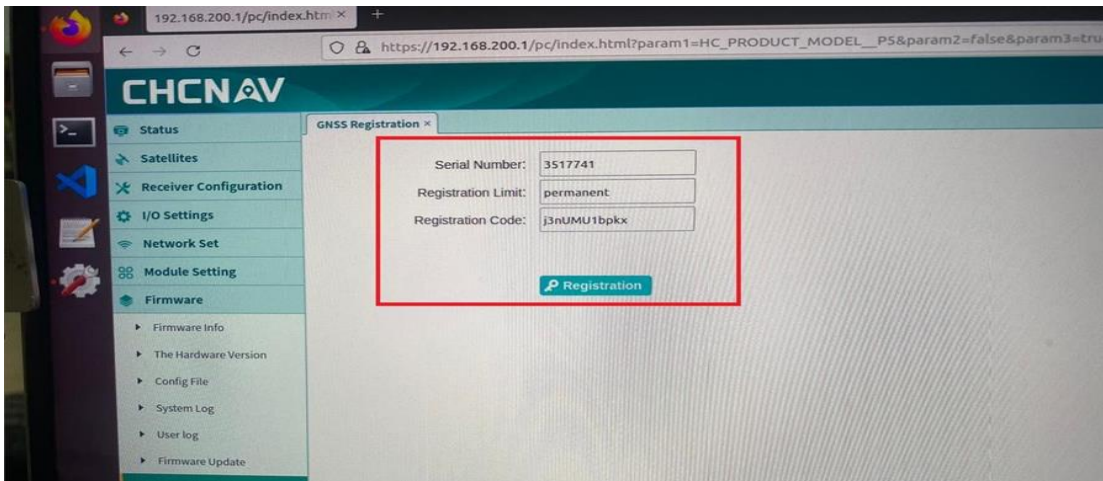 192.168.200.1/pc/index.htm
https://192.168.200.1/pc/index.html?param1=HC_PRODUCT_MODEL__P5&param2=false&param3=tru
CHCNAV
Status
Satellites
Receiver Configuration
I/O Settings
Network Set
Module Setting
Firmware
Firmware Info
The Hardware Version
Config File
System Log
User log
Firmware Update
GNSS Registration ×
Serial Number: 3517741
Registration Limit: permanent
Registration Code: j3nUMU1bpkx
Registration